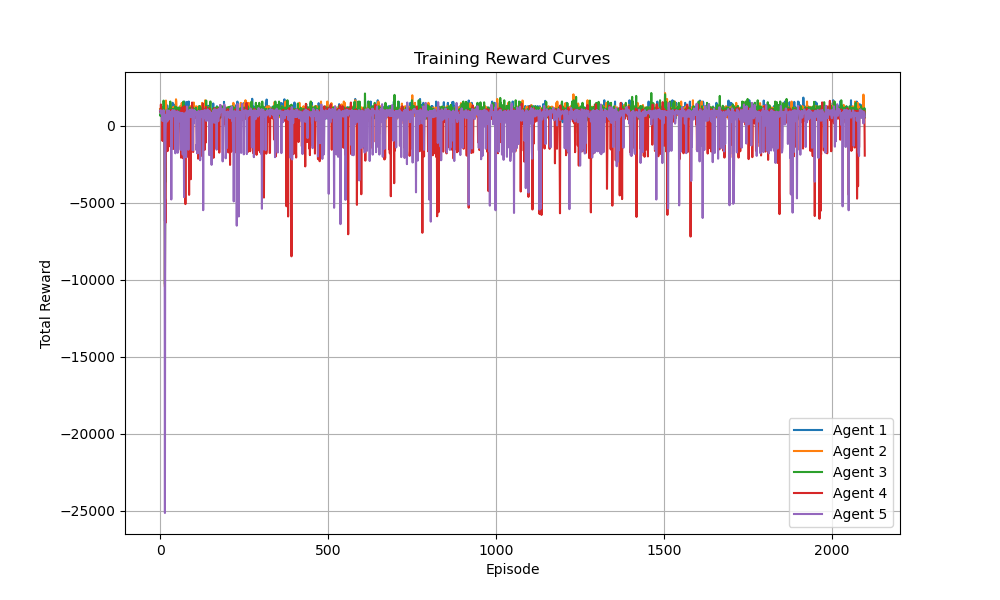 Training Reward Curves
0
−5000
−10000
−15000
−20000
−25000
Total Reward
0
500
1000
1500
2000
Episode
Agent 1
Agent 2
Agent 3
Agent 4
Agent 5